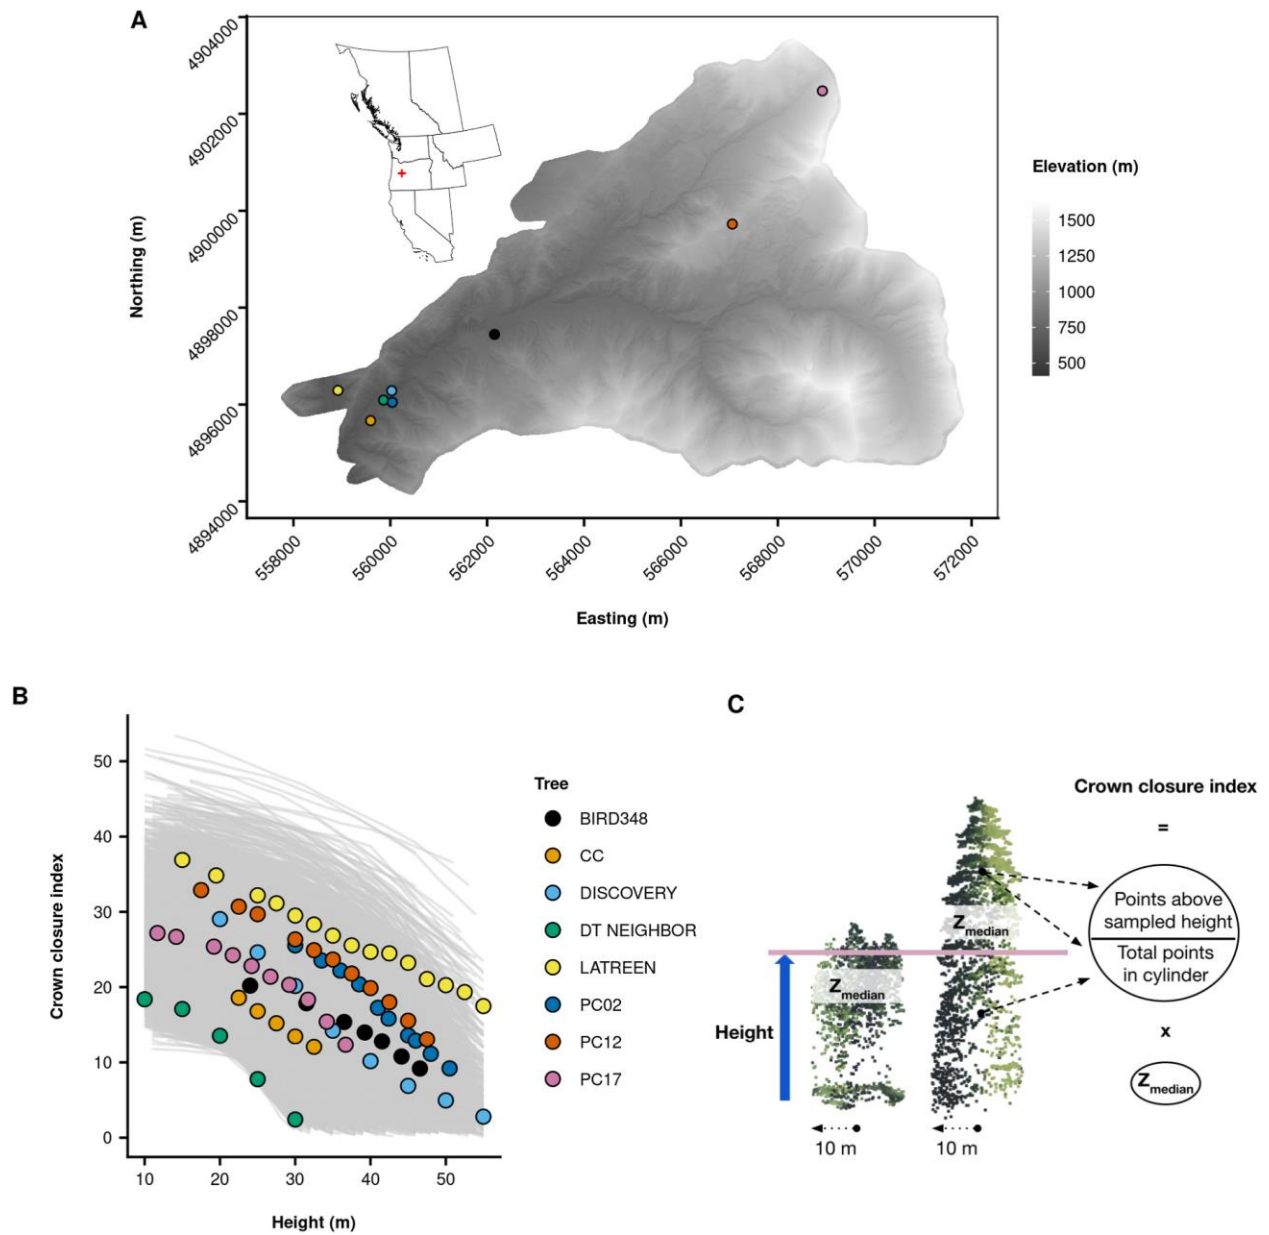 A
4904000
4902000
4900000
4898000
4896000
4894000
Northing (m)
558000
560000
562000
564000
566000
568000
570000
572000
Easting (m)
Elevation (m)
1500
1250
1000
750
500
B
50
40
30
20
10
0
Crown closure index
10
20
30
40
50
Height (m)
Tree
BIRD348
CC
DISCOVERY
DT NEIGHBOR
LATREEN
PC02
PC12
PC17
C
Height
Zmedian
Zmedian
10 m
10 m
Crown closure index
=
Points above
sampled height
Total points
in cylinder
x
Zmedian